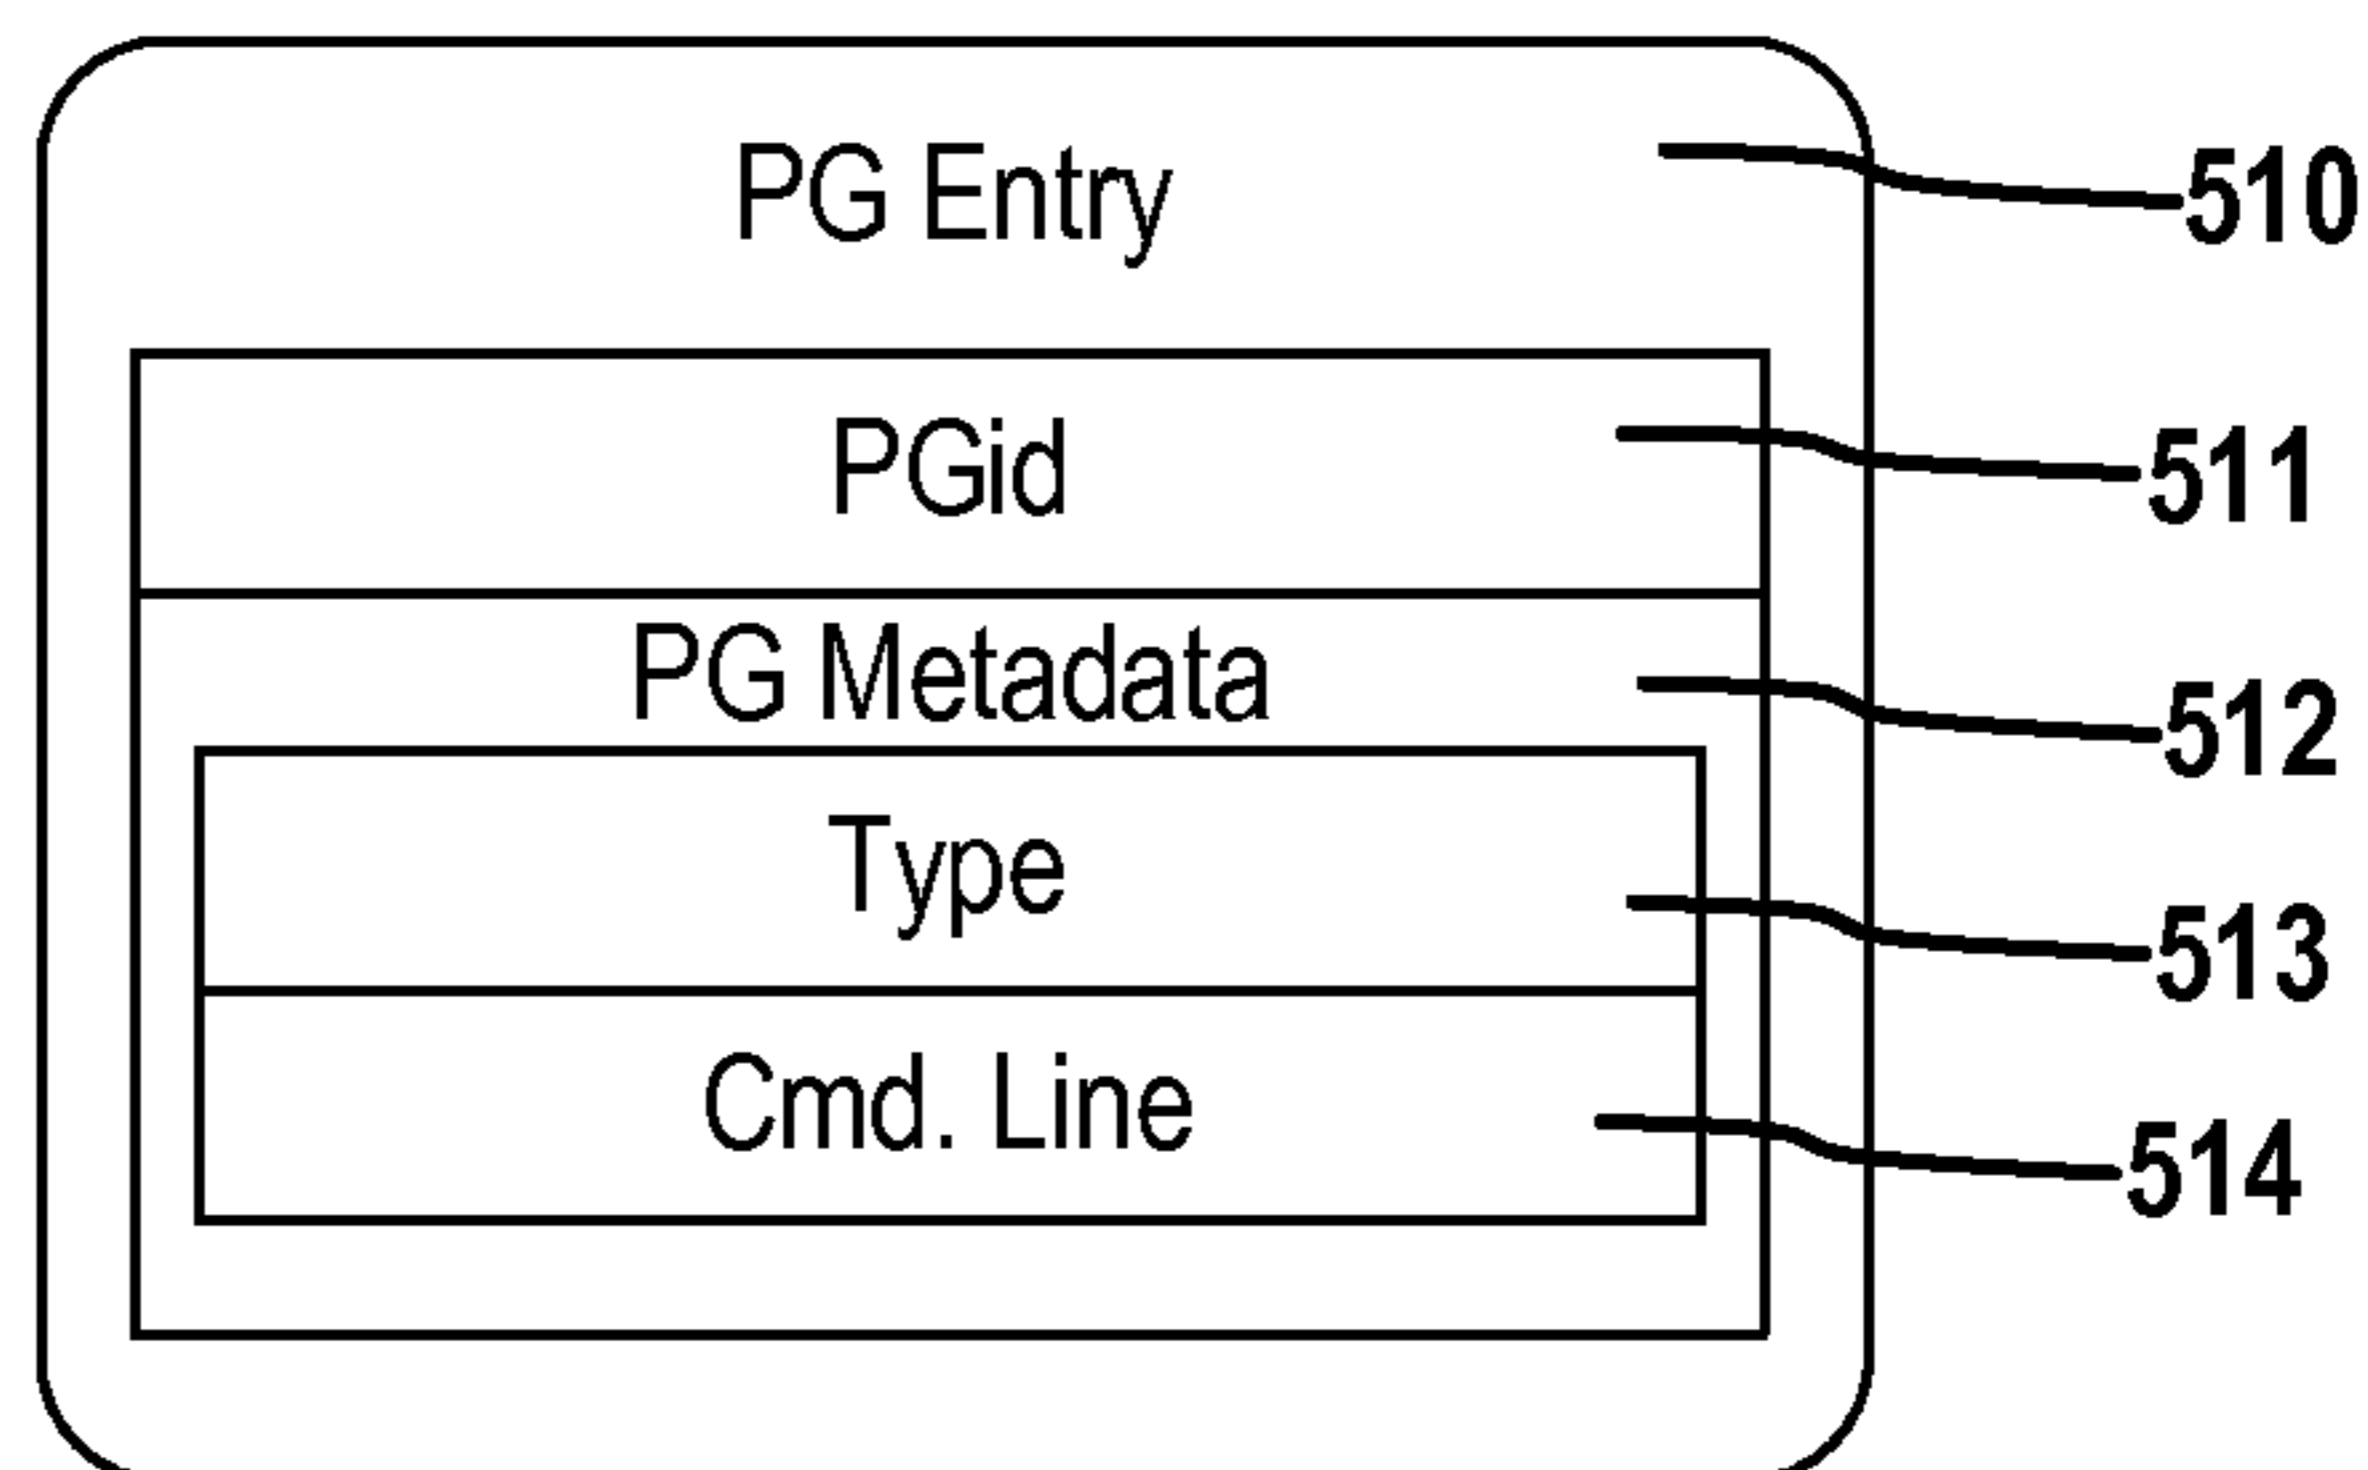 PG Entry
510
PGid
511
PG Metadata
512
Type
513
Cmd. Line
514